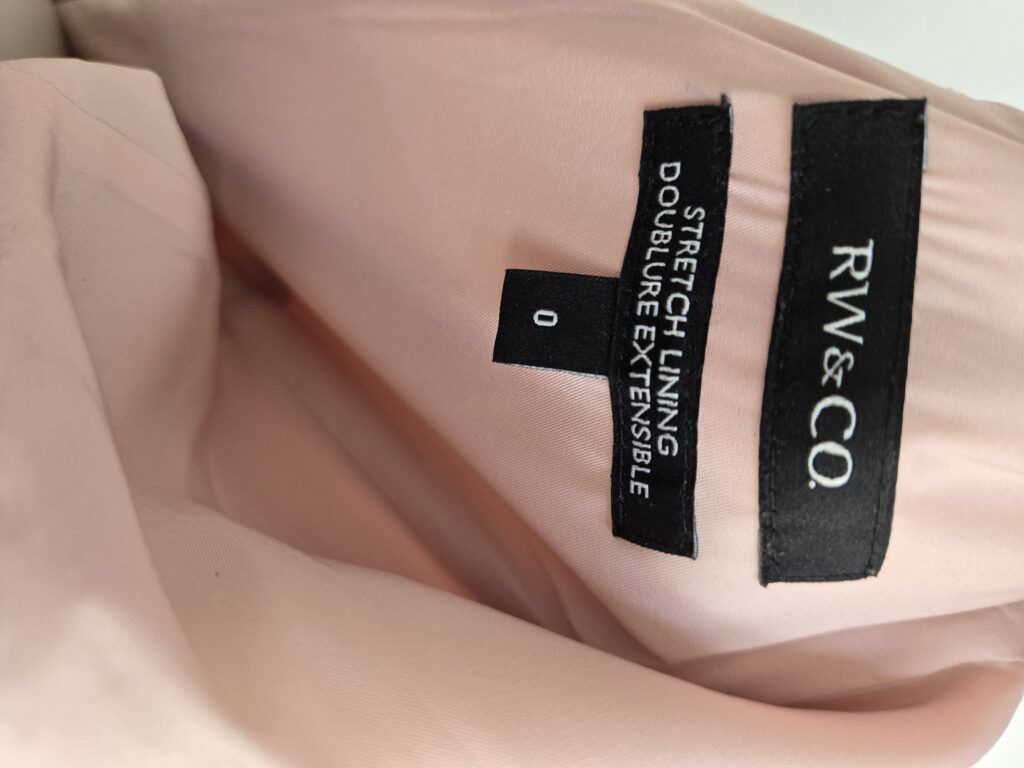 RW&CO.
STRETCH LINING
DOUBLURE EXTENSIBLE
0